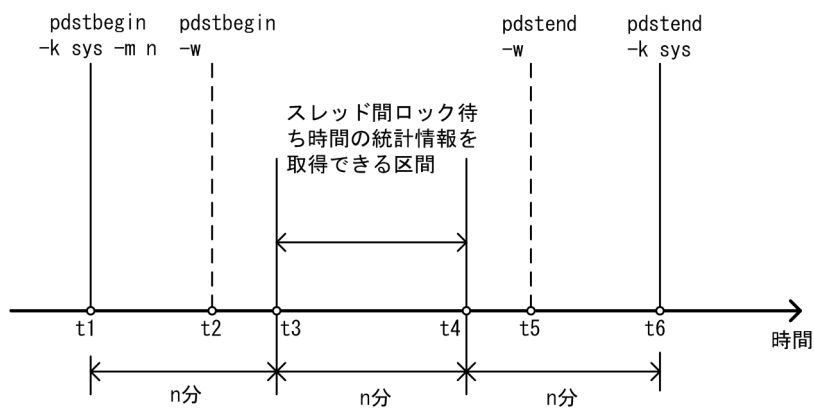 pdstbegin
-k sys -m n
pdstbegin
-w
pdstend
-w
pdstend
-k sys
スレッド間ロック待
ち時間の統計情報を
取得できる区間
t1
t2
t3
t4
t5
t6
時間
n分
n分
n分